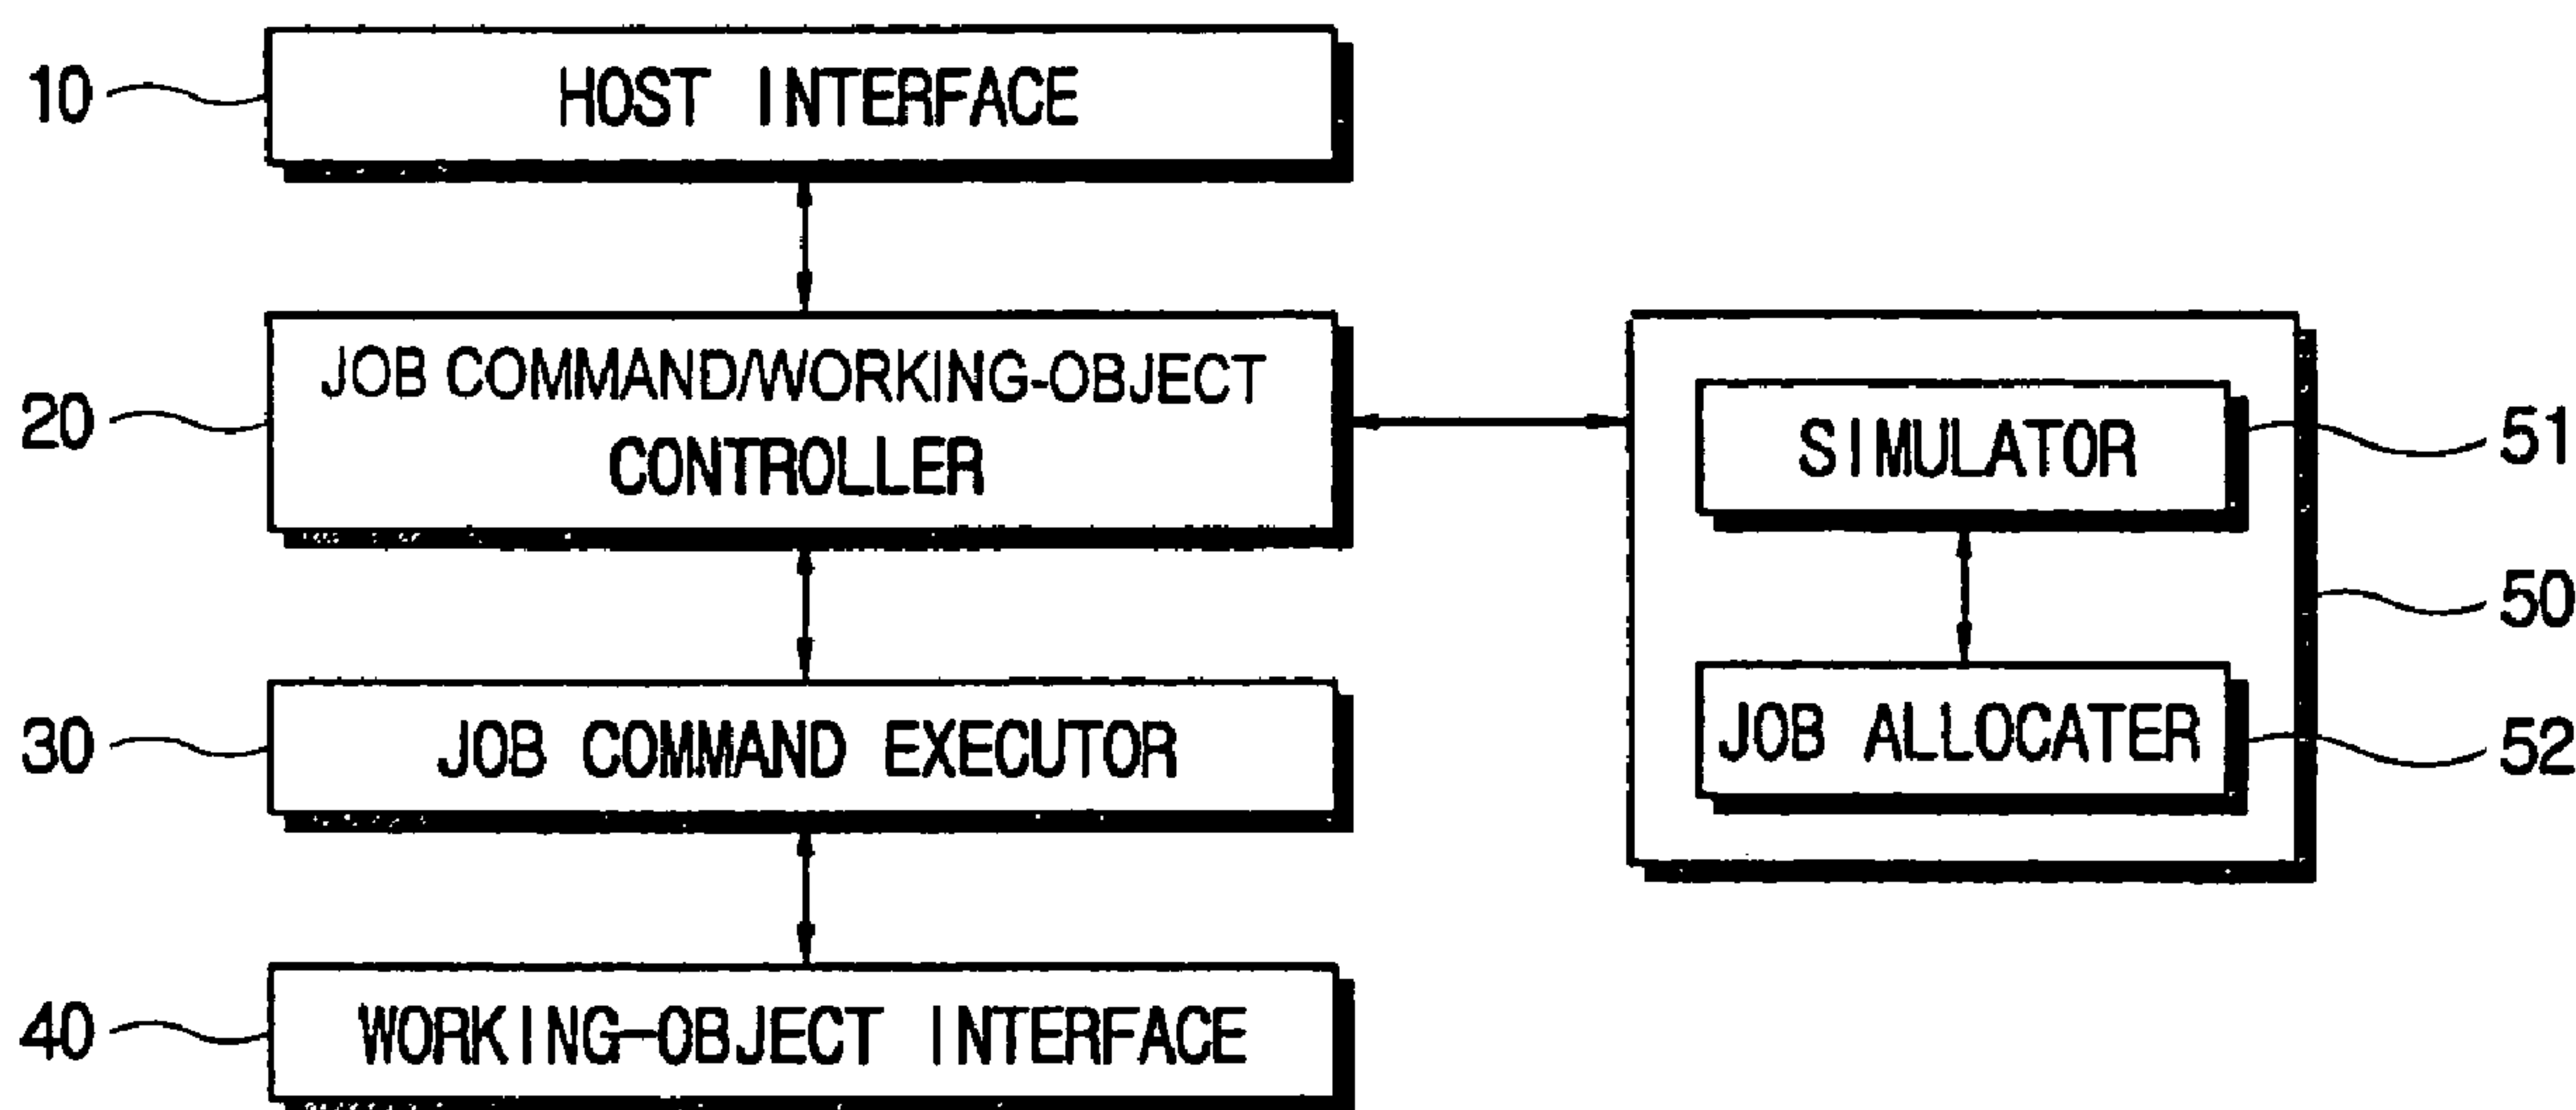 10
HOST INTERFACE
20
JOB COMMAND/WORKING-OBJECT
CONTROLLER
30
JOB COMMAND EXECUTOR
40
WORKING-OBJECT INTERFACE
SIMULATOR
51
50
JOB ALLOCATER
52